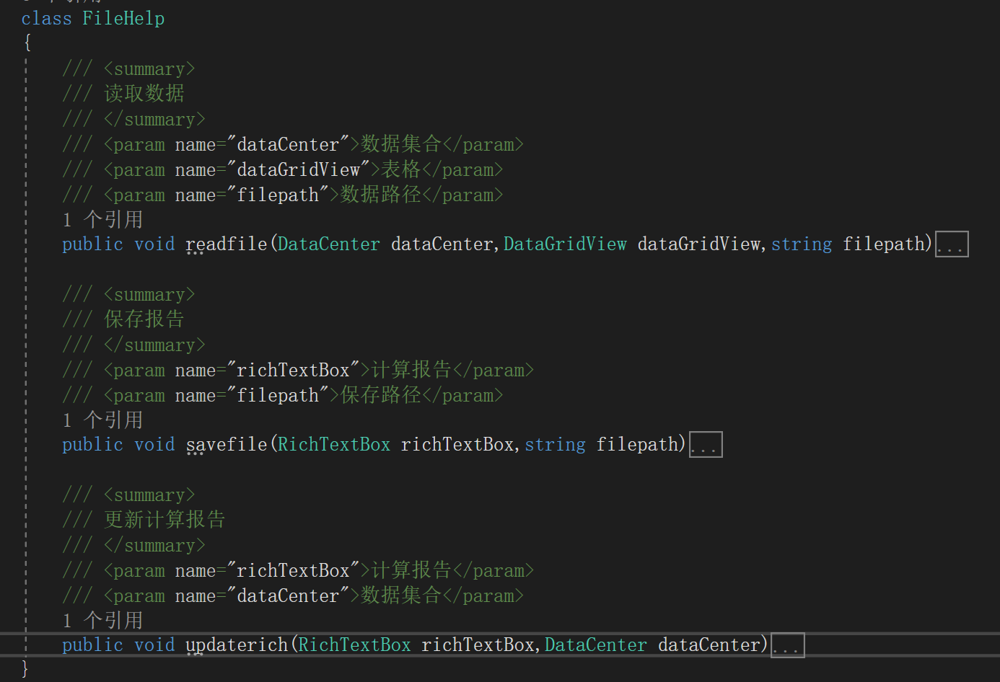 class FileHelp
{
/// <summary>
/// 读取数据
/// </summary>
/// <param name="dataCenter">数据集合</param>
/// <param name="dataGridView">表格</param>
/// <param name="filepath">数据路径</param>
1 个引用
public void readfile(DataCenter dataCenter,DataGridView dataGridView,string filepath)...
/// <summary>
/// 保存报告
/// </summary>
/// <param name="richTextBox">计算报告</param>
/// <param name="filepath">保存路径</param>
1 个引用
public void savefile(RichTextBox richTextBox,string filepath)...
/// <summary>
/// 更新计算报告
/// </summary>
/// <param name="richTextBox">计算报告</param>
/// <param name="dataCenter">数据集合</param>
1 个引用
public void updaterich(RichTextBox richTextBox,DataCenter dataCenter)...
}